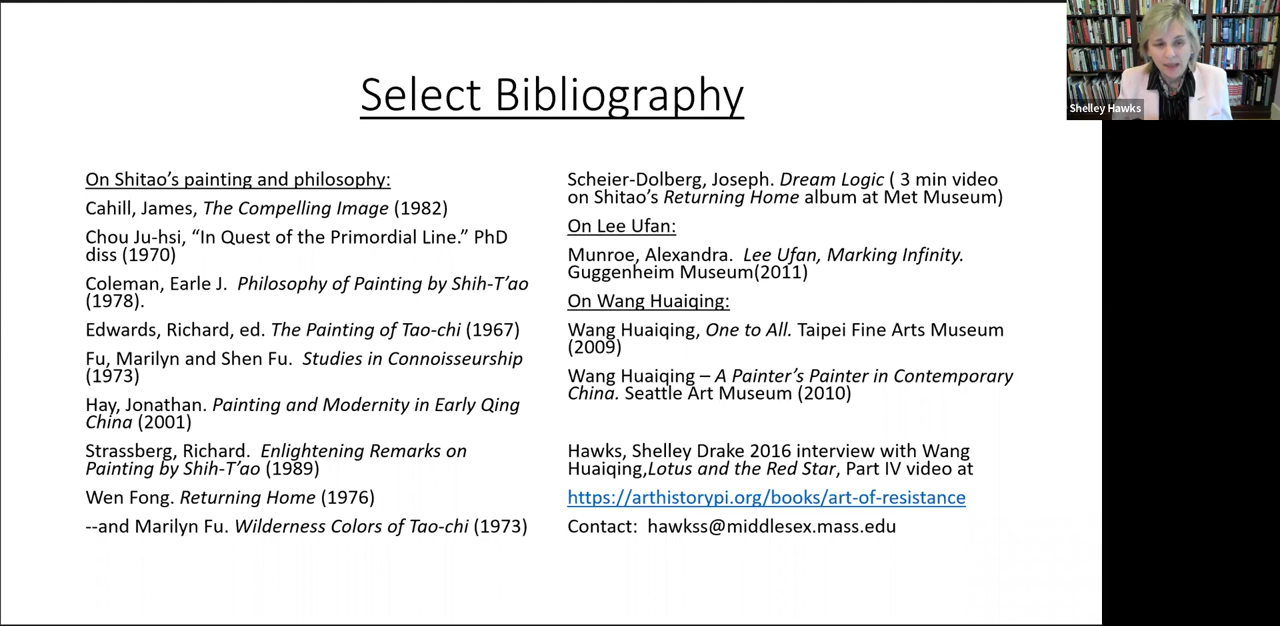 Select Bibliography
Shelley Hawks
On Shitao’s painting and philosophy:
Cahill, James, The Compelling Image (1982)
Chou Ju-hsi, “In Quest of the Primordial Line.” PhD
diss (1970)
Coleman, Earle J.  Philosophy of Painting by Shih-T’ao
(1978).
Edwards, Richard, ed. The Painting of Tao-chi (1967)
Fu, Marilyn and Shen Fu.  Studies in Connoisseurship
(1973)
Hay, Jonathan. Painting and Modernity in Early Qing
China (2001)
Strassberg, Richard.  Enlightening Remarks on
Painting by Shih-T’ao (1989)
Wen Fong. Returning Home (1976)
--and Marilyn Fu. Wilderness Colors of Tao-chi (1973)
Scheier-Dolberg, Joseph. Dream Logic ( 3 min video
on Shitao’s Returning Home album at Met Museum)
On Lee Ufan:
Munroe, Alexandra.  Lee Ufan, Marking Infinity.
Guggenheim Museum(2011)
On Wang Huaiqing:
Wang Huaiqing, One to All. Taipei Fine Arts Museum
(2009)
Wang Huaiqing – A Painter’s Painter in Contemporary
China. Seattle Art Museum (2010)
Hawks, Shelley Drake 2016 interview with Wang
Huaiqing,Lotus and the Red Star, Part IV video at
https://arthistorypi.org/books/art-of-resistance
Contact:  hawkss@middlesex.mass.edu